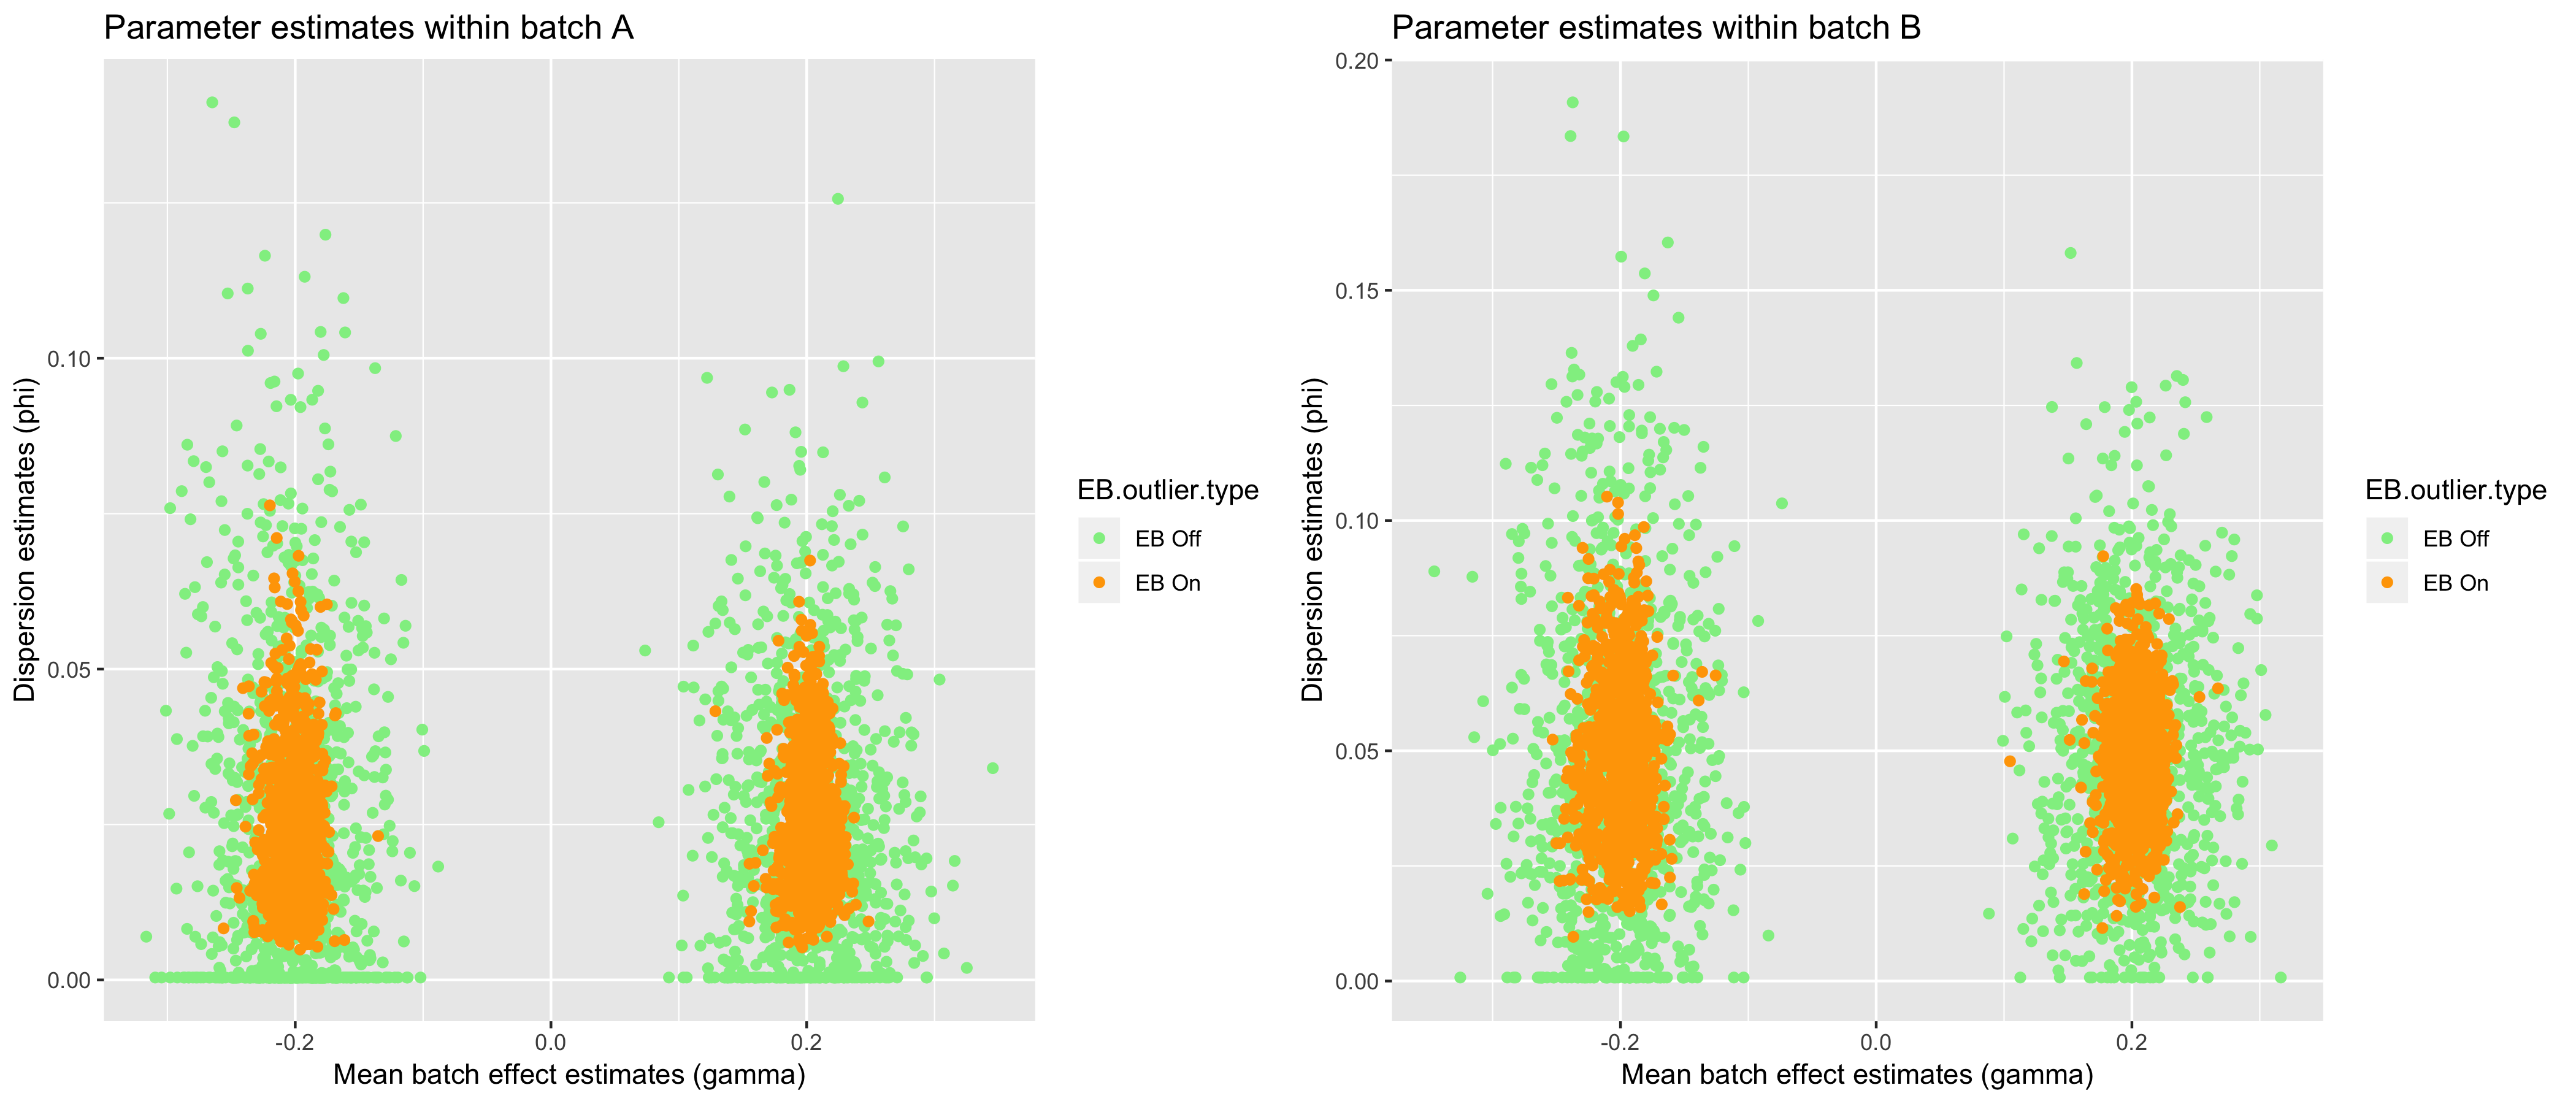 Parameter estimates within batch A
Dispersion estimates (phi)
0.10
0.05
0.00
-0.2
0.0
0.2
Mean batch effect estimates (gamma)
EB.outlier.type
EB Off
EB On
Parameter estimates within batch B
Dispersion estimates (phi)
0.20
0.15
0.10
0.05
0.00
-0.2
0.0
0.2
Mean batch effect estimates (gamma)
EB.outlier.type
EB Off
EB On